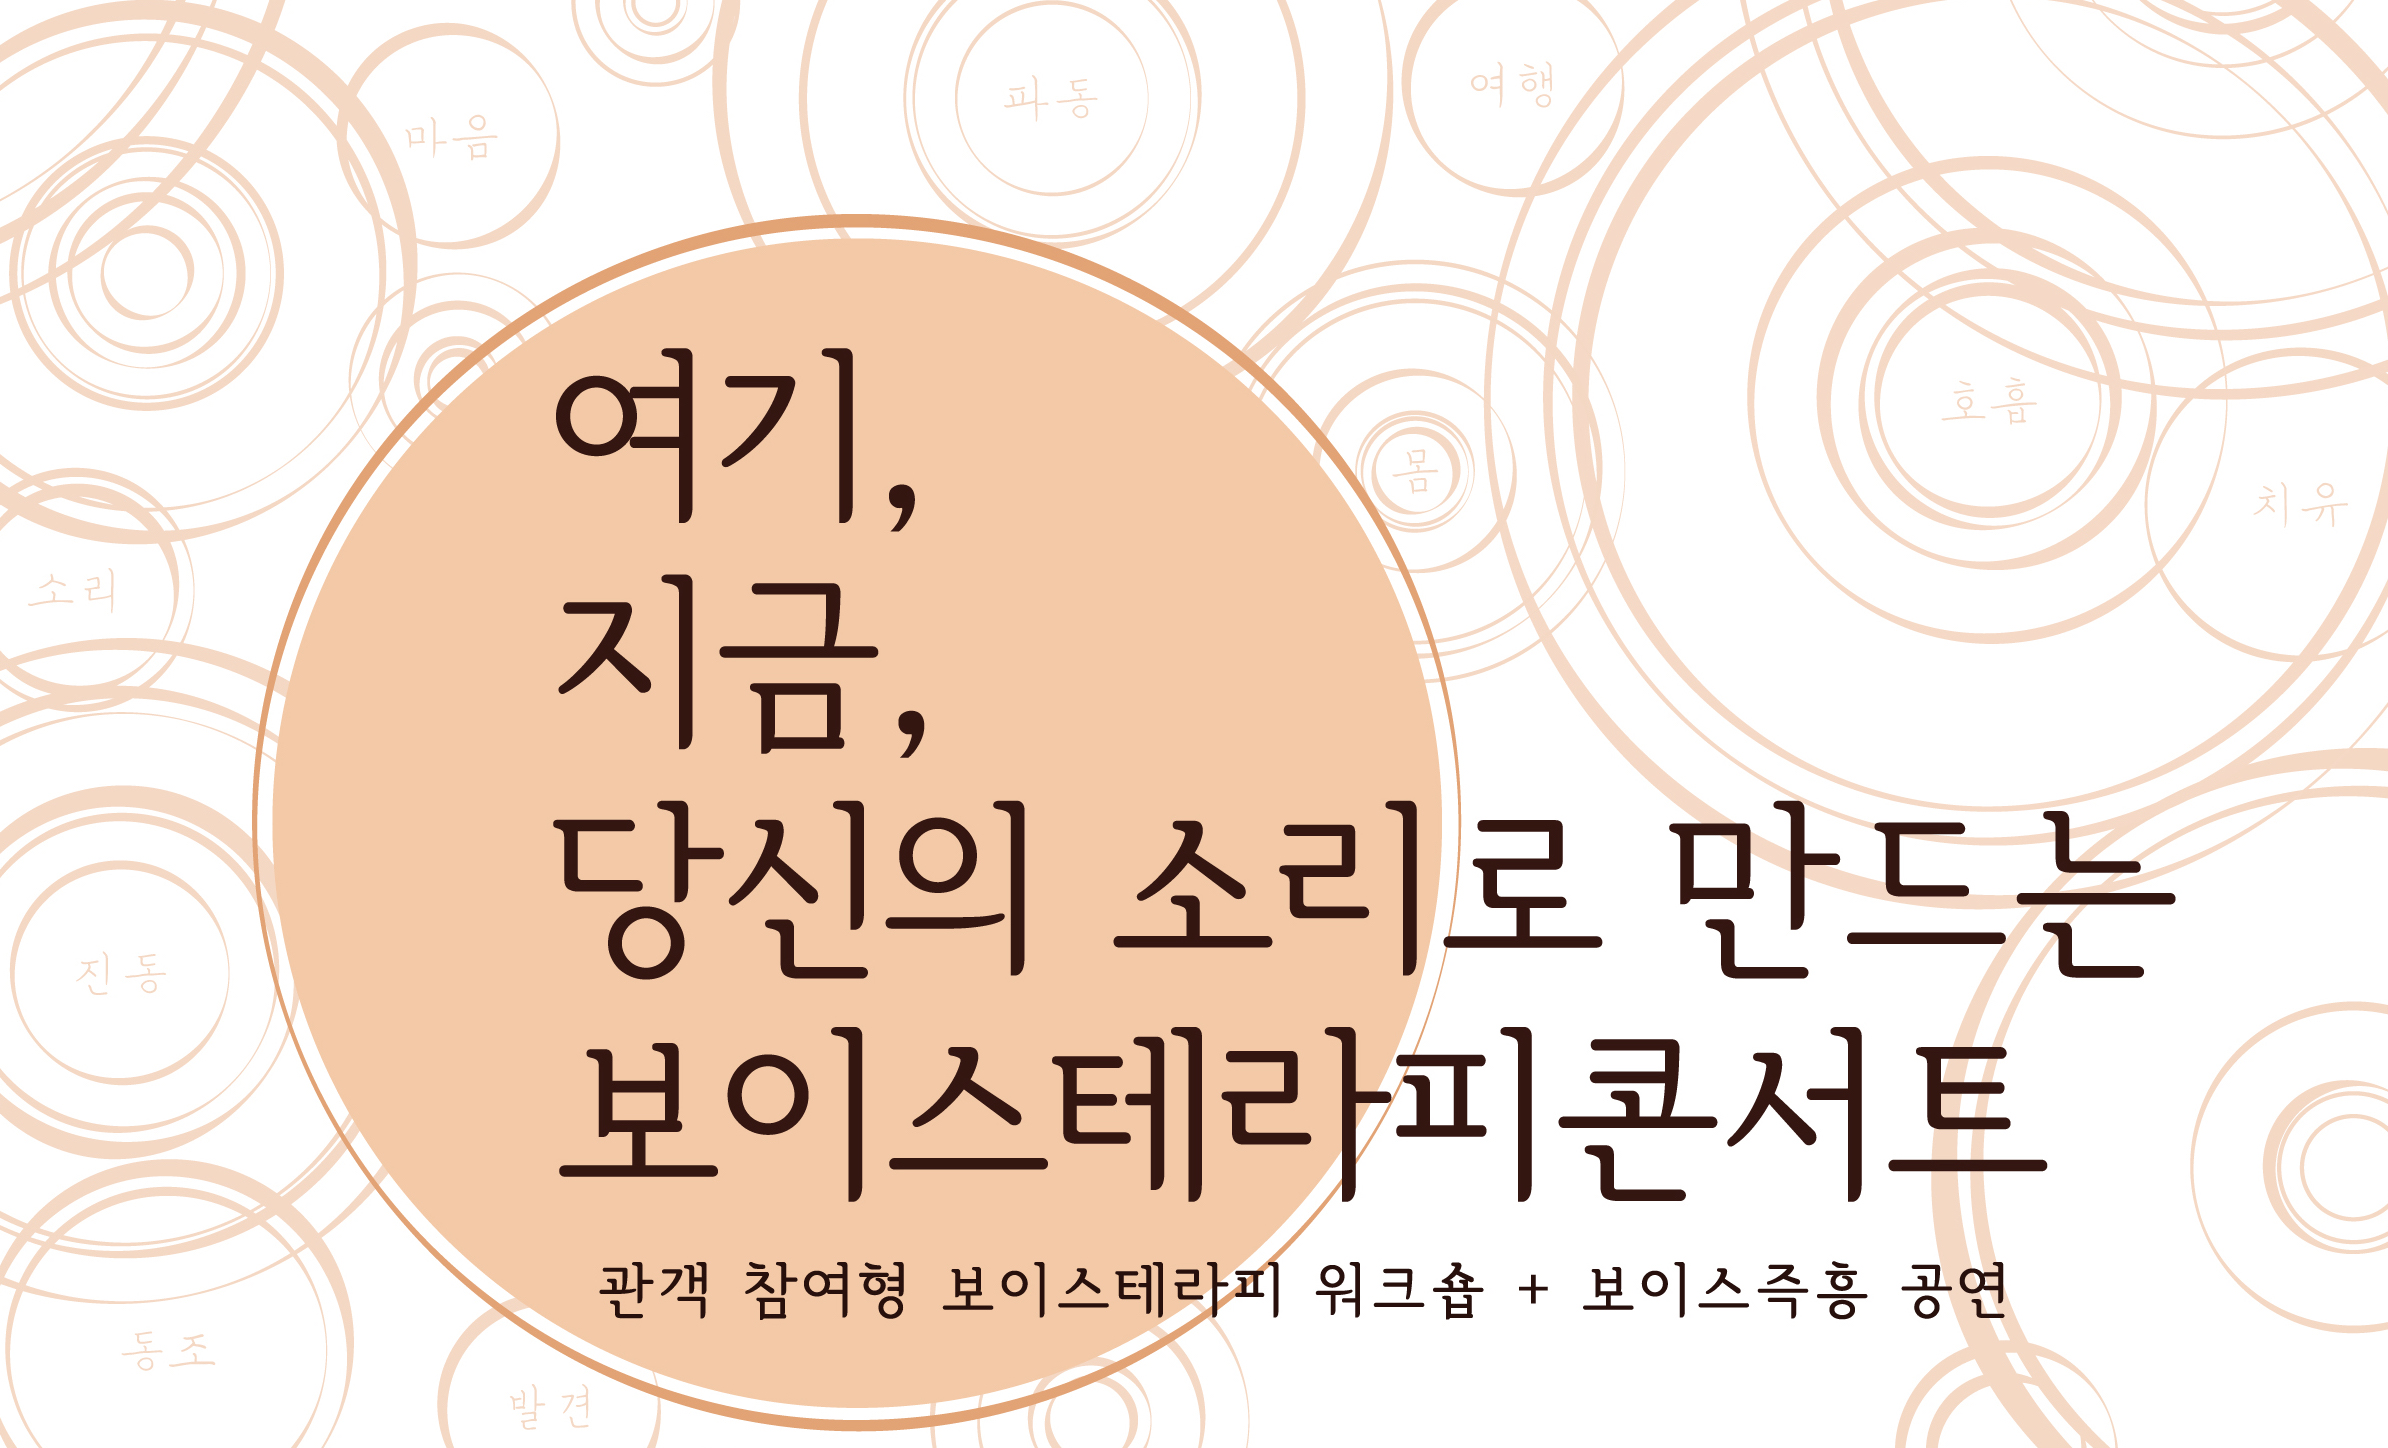 파동
여행
마음
여기,
지금,
호흡
몸
치유
소리
당신의 소리로 만드는
진동
보이스테라피콘서트
관객 참여형 보이스테라피 워크숍 + 보이스즉흥 공연
동조
발견